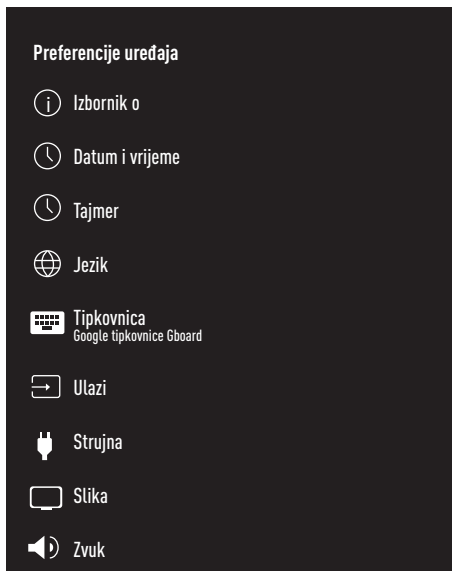 Preferencije uređaja
Izbornik o
Datum i vrijeme
Tajmer
Jezik
Tipkovnica
Google tipkovnice Gboard
Ulazi
Strujna
Slika
Zvuk